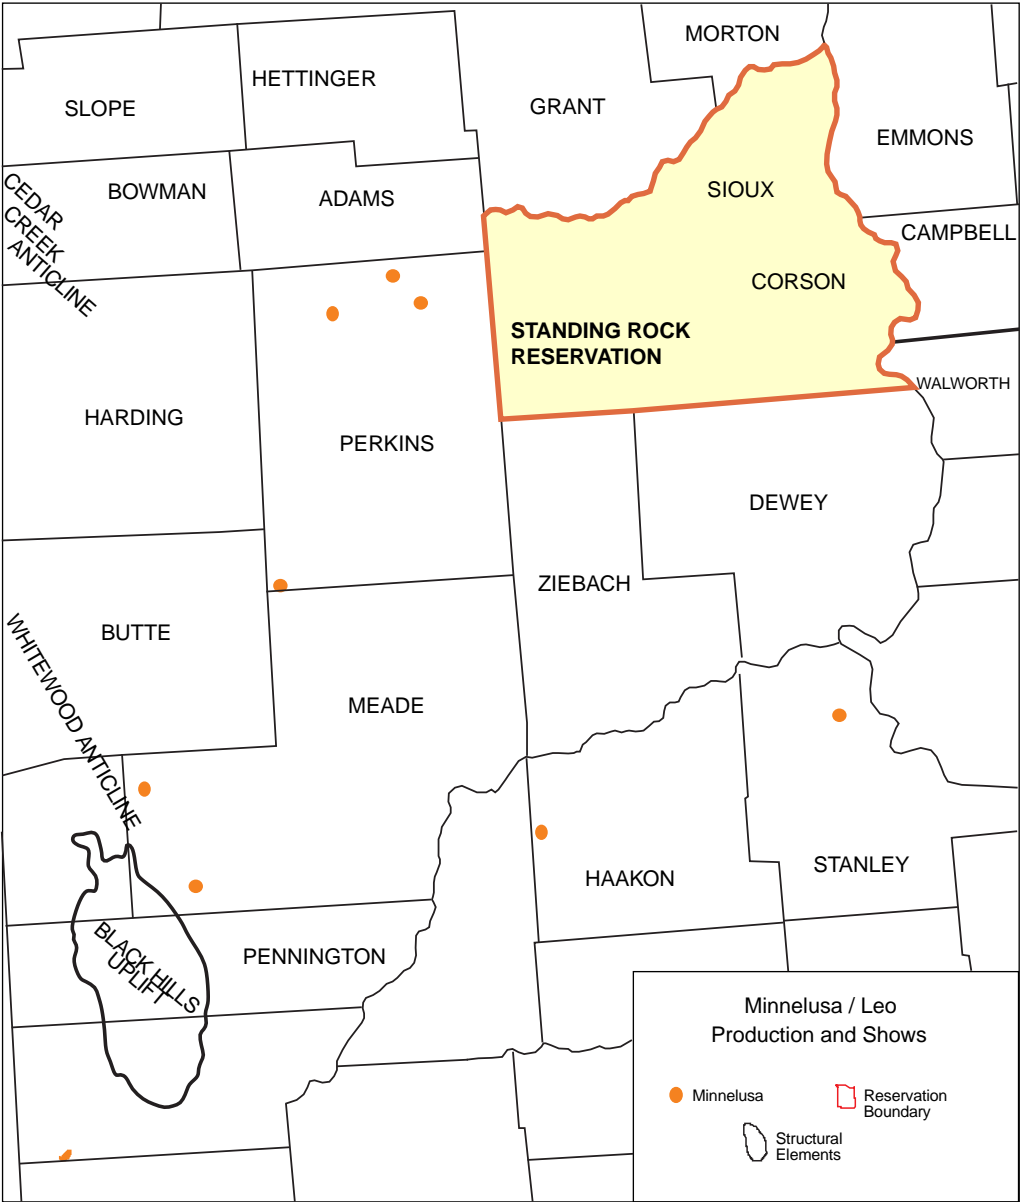 MORTON
HETTINGER
SLOPE
GRANT
EMMONS
CEDAR
CREEK
ANTICLINE
BOWMAN
ADAMS
SIOUX
CAMPBELL
CORSON
STANDING ROCK
RESERVATION
WALWORTH
HARDING
PERKINS
DEWEY
ZIEBACH
BUTTE
WHITEWOOD ANTICLINE
MEADE
STANLEY
HAAKON
BLACK HILLS
UPLIFT
PENNINGTON
Minnelusa / Leo
Production and Shows
Minnelusa
Reservation
Boundary
Structural
Elements